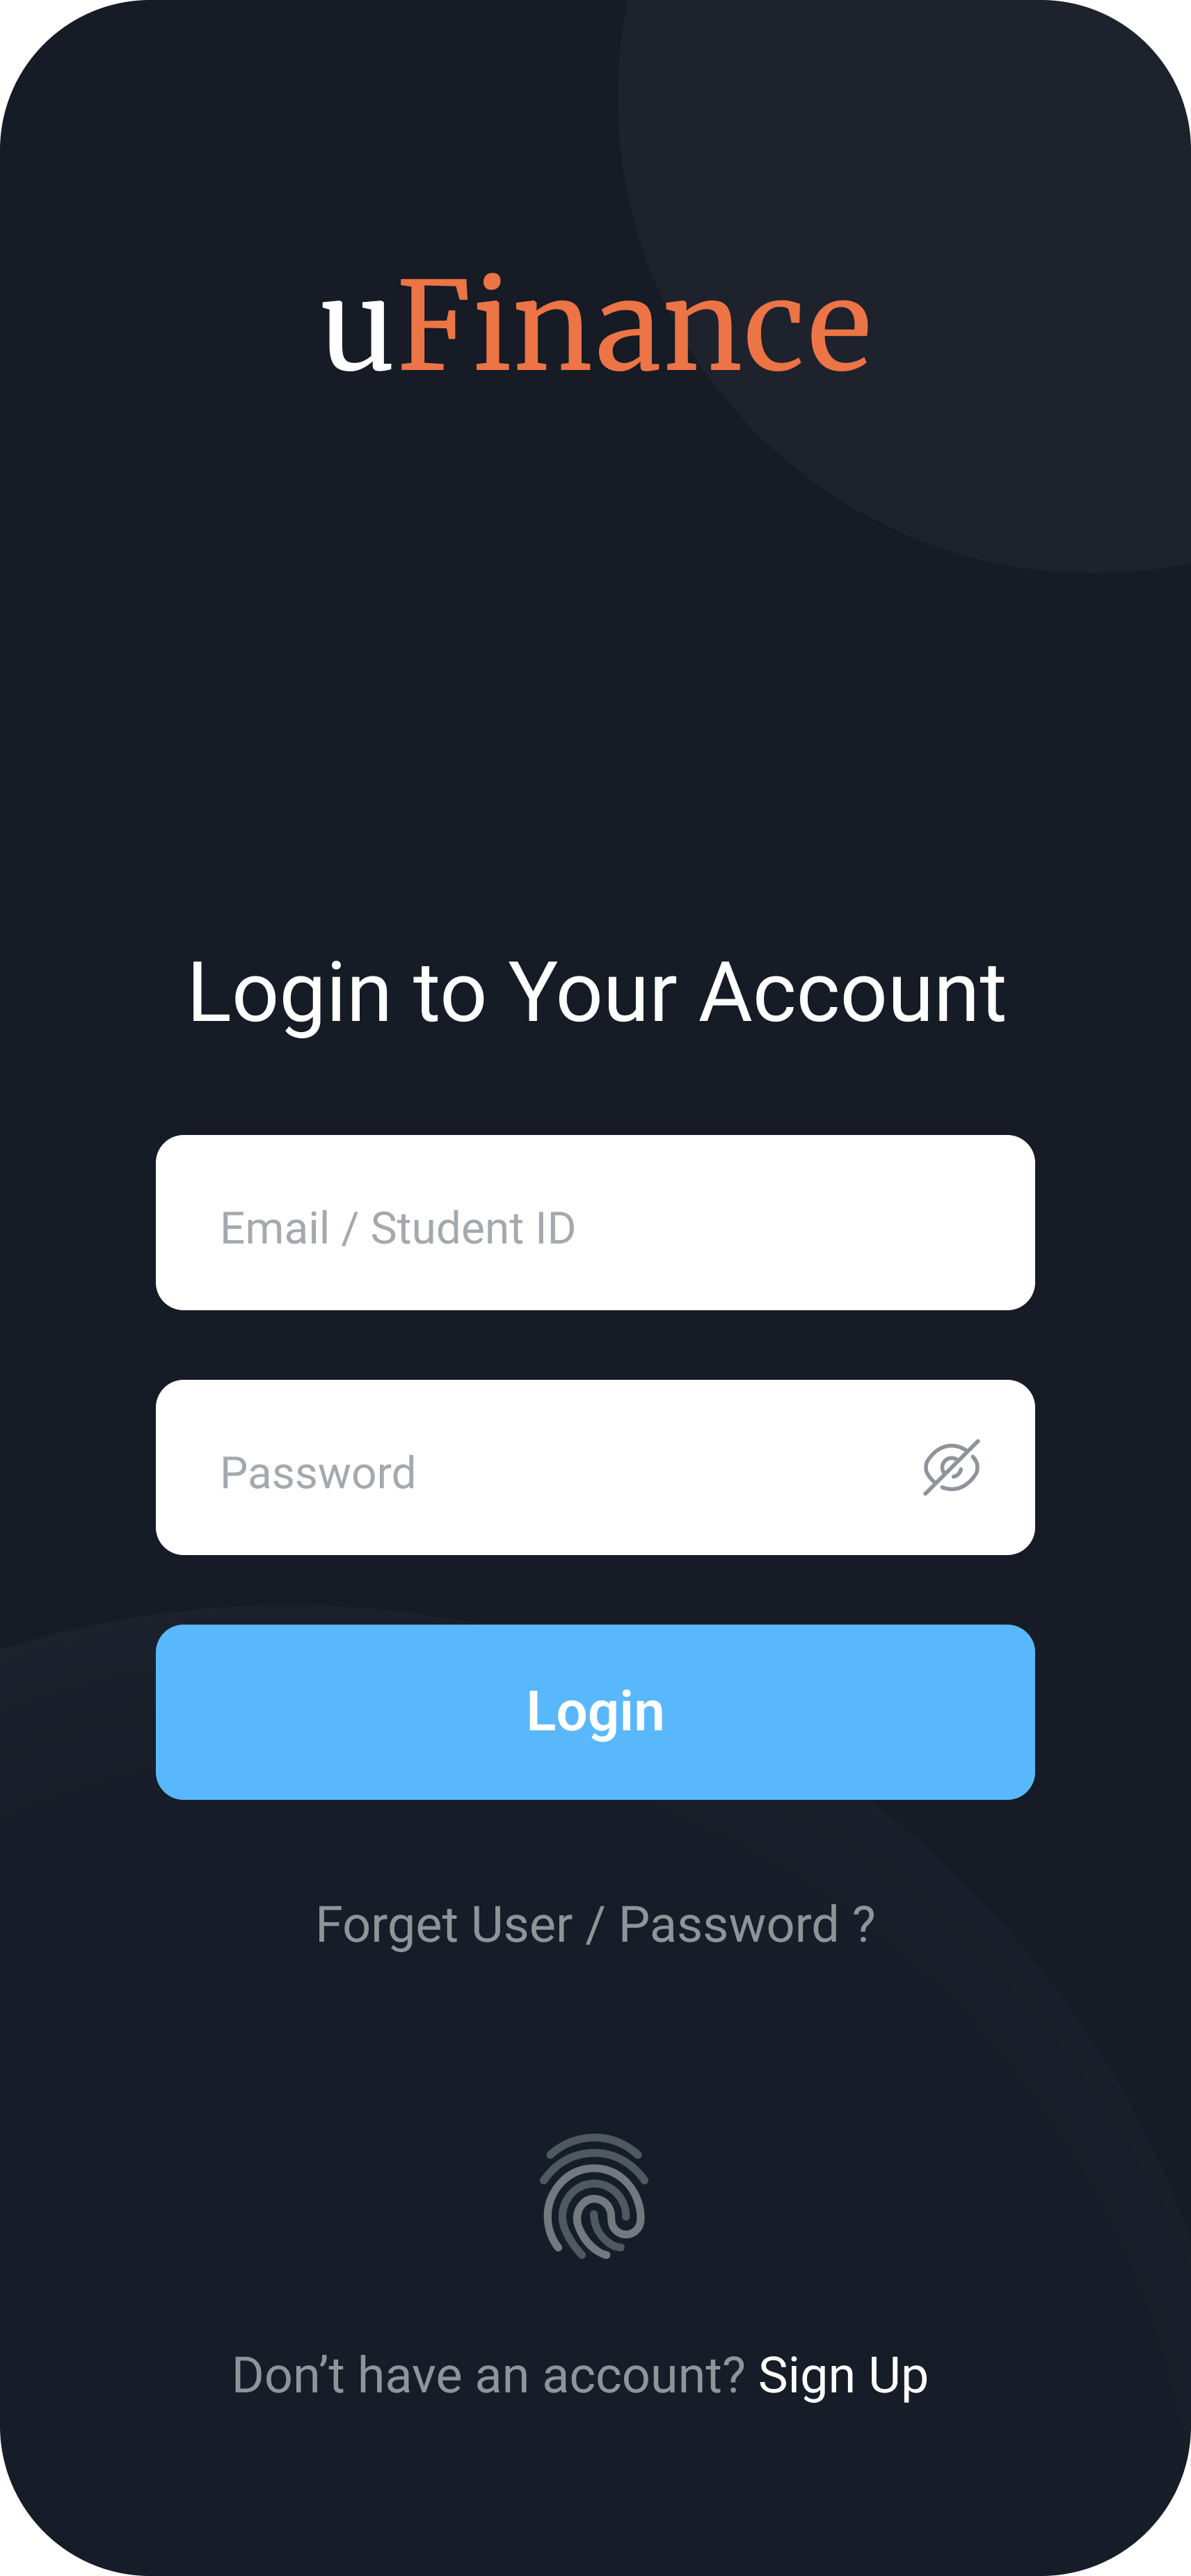 uFinance
Login to Your Account
Email / Student ID
Password
Login
Forget User / Password ?
Don’t have an account? Sign Up